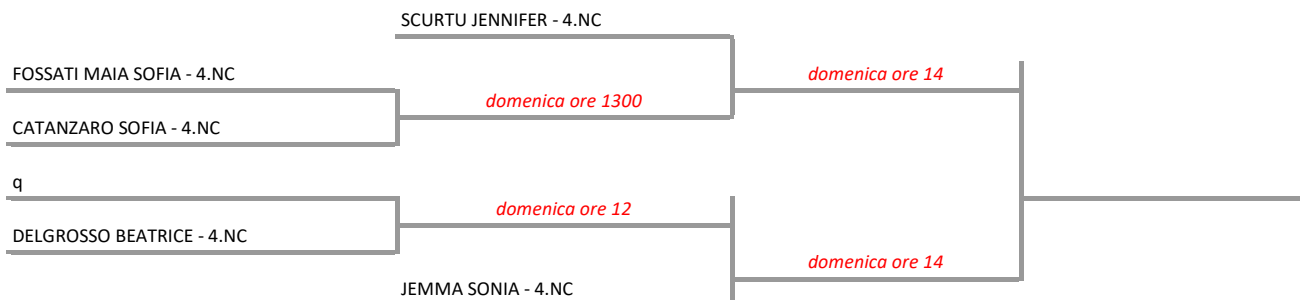 SCURTU JENNIFER - 4.NC
FOSSATI MAIA SOFIA - 4.NC
domenica ore 14
domenica ore 1300
CATANZARO SOFIA - 4.NC
q
domenica ore 12
DELGROSSO BEATRICE - 4.NC
domenica ore 14
JEMMA SONIA - 4.NC